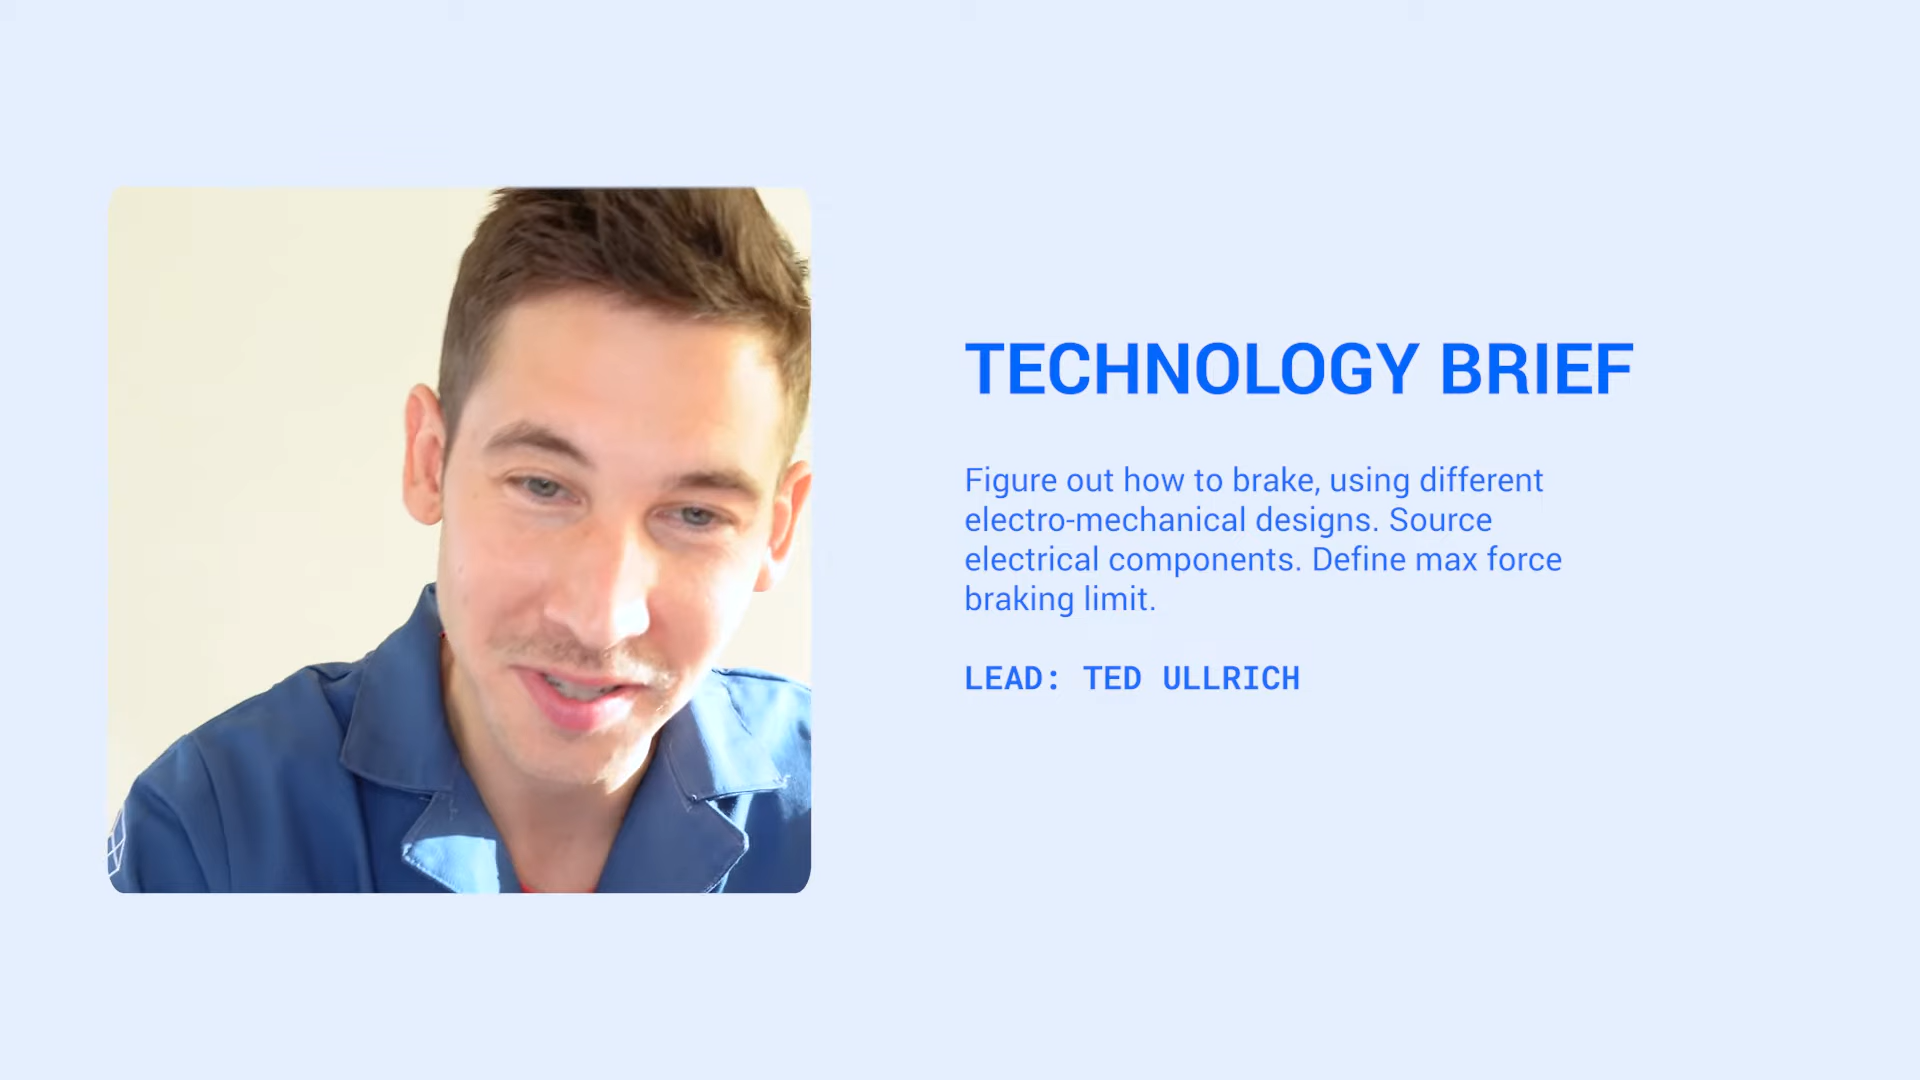 TECHNOLOGY BRIEF
Figure out how to brake, using different
electro-mechanical designs. Source
electrical components. Define max force
braking limit.
LEAD: TED ULLRICH